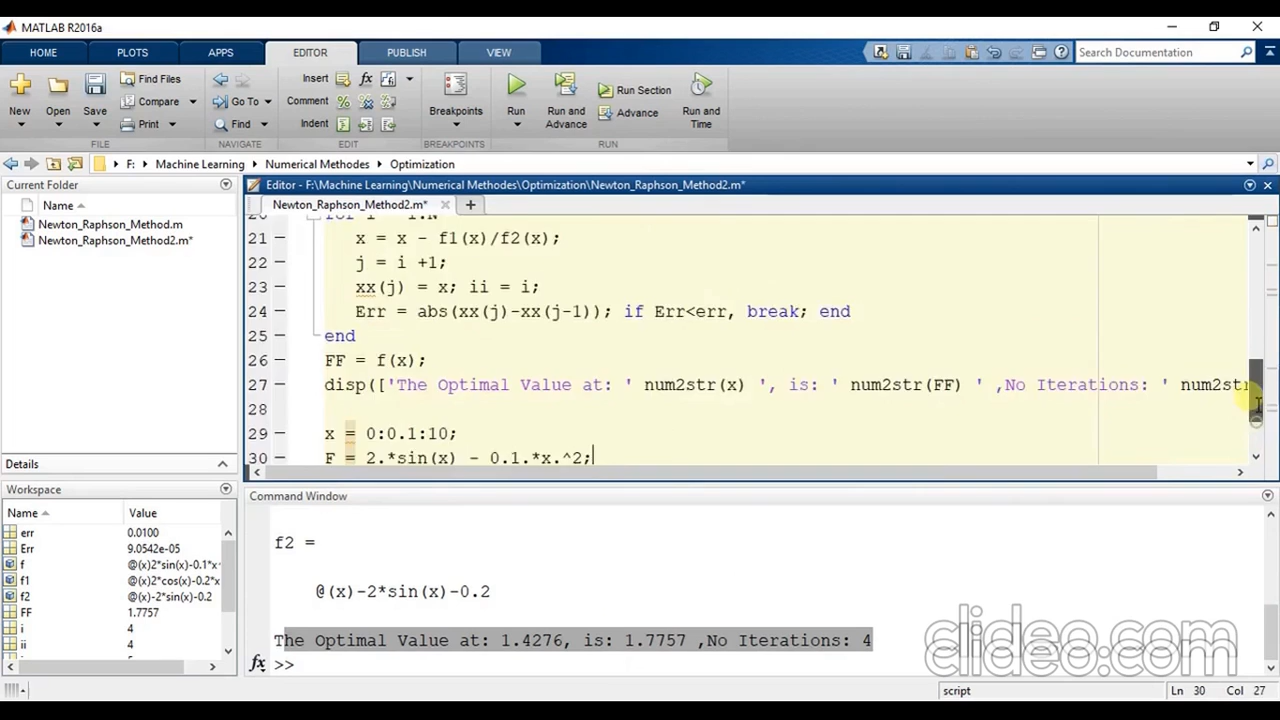 MATLAB R2016a
HOME PLOTS APPS EDITOR PUBLISH VIEW Search Documentation
New Open Save Find Files Compare Print Go To Find Insert Comment Indent Breakpoints Run Run and Advance Run Section Advance Run and Time
FILE NAVIGATE EDIT BREAKPOINTS RUN
F: Machine Learning Numerical Methodes Optimization
Current Folder
Name
Newton_Raphson_Method.m
Newton_Raphson_Method2.m*
Details
Workspace
Name Value
err 0.0100
Err 9.0542e-05
f @(x)2*sin(x)-0.1*x
f1 @(x)2*cos(x)-0.2*x
f2 @(x)-2*sin(x)-0.2
FF 1.7757
i 4
ii 4
Editor - F:\Machine Learning\Numerical Methodes\Optimization\Newton_Raphson_Method2.m*
Newton_Raphson_Method2.m*
20 for i = 1:N
21 x = x - f1(x)/f2(x);
22 j = i +1;
23 xx(j) = x; ii = i;
24 Err = abs(xx(j)-xx(j-1)); if Err<err, break; end
25 end
26 FF = f(x);
27 disp(['The Optimal Value at: ' num2str(x) ', is: ' num2str(FF) ' ,No Iterations: ' num2str
28
29 x = 0:0.1:10;
30 F = 2.*sin(x) - 0.1.*x.^2;
Command Window
f2 =
@(x)-2*sin(x)-0.2
The Optimal Value at: 1.4276, is: 1.7757 ,No Iterations: 4
fx >>
script Ln 30 Col 27
clideo.com
clideo.com